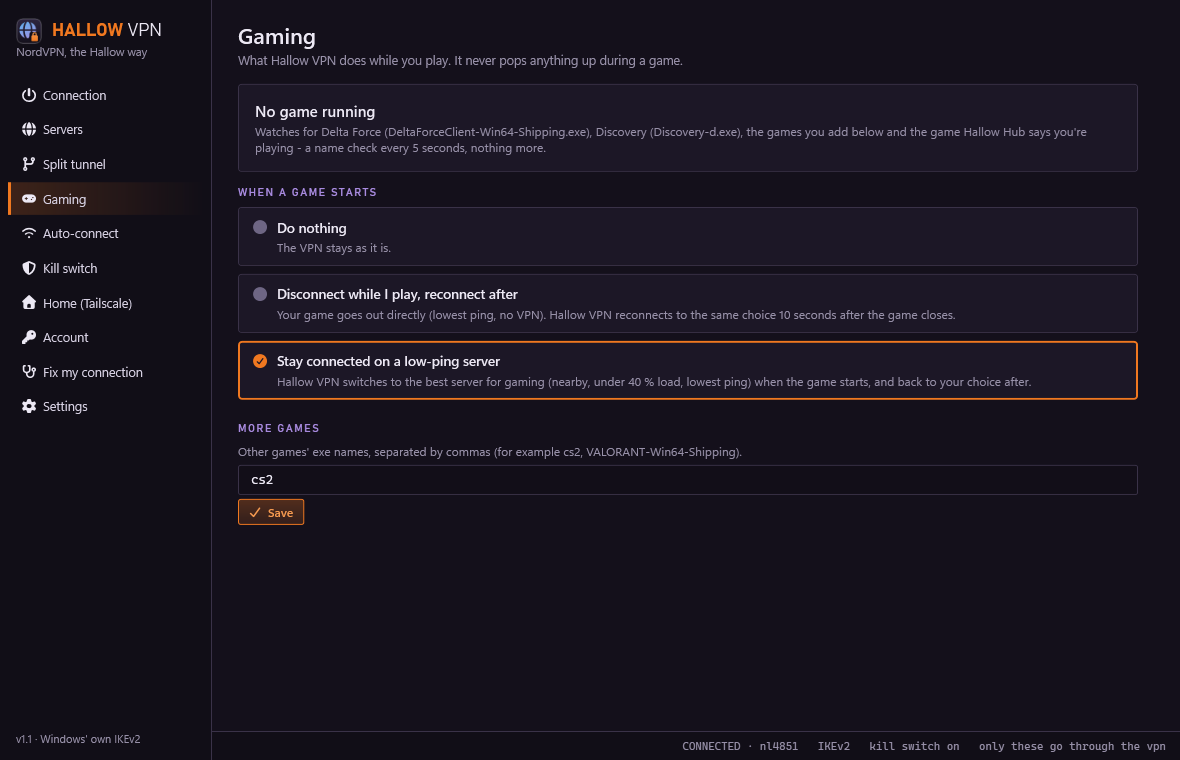 HALLOW VPN
NordVPN, the Hallow way
Connection
Servers
Split tunnel
Gaming
Auto-connect
Kill switch
Home (Tailscale)
Account
Fix my connection
Settings
v1.1 · Windows' own IKEv2
Gaming
What Hallow VPN does while you play. It never pops anything up during a game.
No game running
Watches for Delta Force (DeltaForceClient-Win64-Shipping.exe), Discovery (Discovery-d.exe), the games you add below and the game Hallow Hub says you're
playing - a name check every 5 seconds, nothing more.
WHEN A GAME STARTS
Do nothing
The VPN stays as it is.
Disconnect while I play, reconnect after
Your game goes out directly (lowest ping, no VPN). Hallow VPN reconnects to the same choice 10 seconds after the game closes.
Stay connected on a low-ping server
Hallow VPN switches to the best server for gaming (nearby, under 40 % load, lowest ping) when the game starts, and back to your choice after.
MORE GAMES
Other games' exe names, separated by commas (for example cs2, VALORANT-Win64-Shipping).
cs2
Save
CONNECTED · nl4851 IKEv2 kill switch on only these go through the vpn